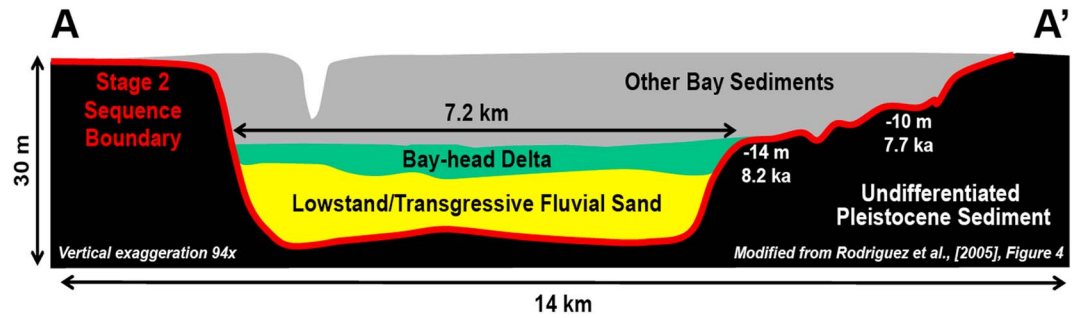 A
A'
Stage 2
Sequence
Boundary
Other Bay Sediments
7.2 km
-10 m
7.7 ka
-14 m
8.2 ka
Bay-head Delta
30 m
Lowstand/Transgressive Fluvial Sand
Undifferentiated
Pleistocene Sediment
Vertical exaggeration 94x
Modified from Rodriguez et al., [2005], Figure 4
14 km